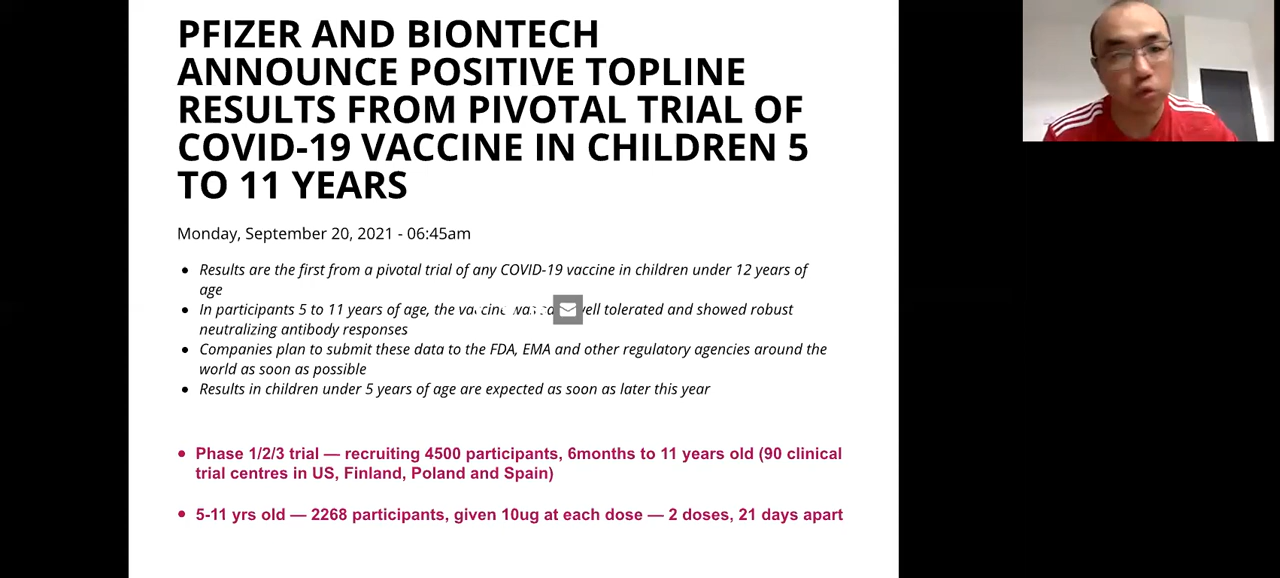 PFIZER AND BIONTECH
ANNOUNCE POSITIVE TOPLINE
RESULTS FROM PIVOTAL TRIAL OF
COVID-19 VACCINE IN CHILDREN 5
TO 11 YEARS
Monday, September 20, 2021 - 06:45am
• Results are the first from a pivotal trial of any COVID-19 vaccine in children under 12 years of
age
• In participants 5 to 11 years of age, the vaccine was tolerated and showed robust
neutralizing antibody responses
• Companies plan to submit these data to the FDA, EMA and other regulatory agencies around the
world as soon as possible
• Results in children under 5 years of age are expected as soon as later this year
• Phase 1/2/3 trial — recruiting 4500 participants, 6months to 11 years old (90 clinical
trial centres in US, Finland, Poland and Spain)
• 5-11 yrs old — 2268 participants, given 10ug at each dose — 2 doses, 21 days apart